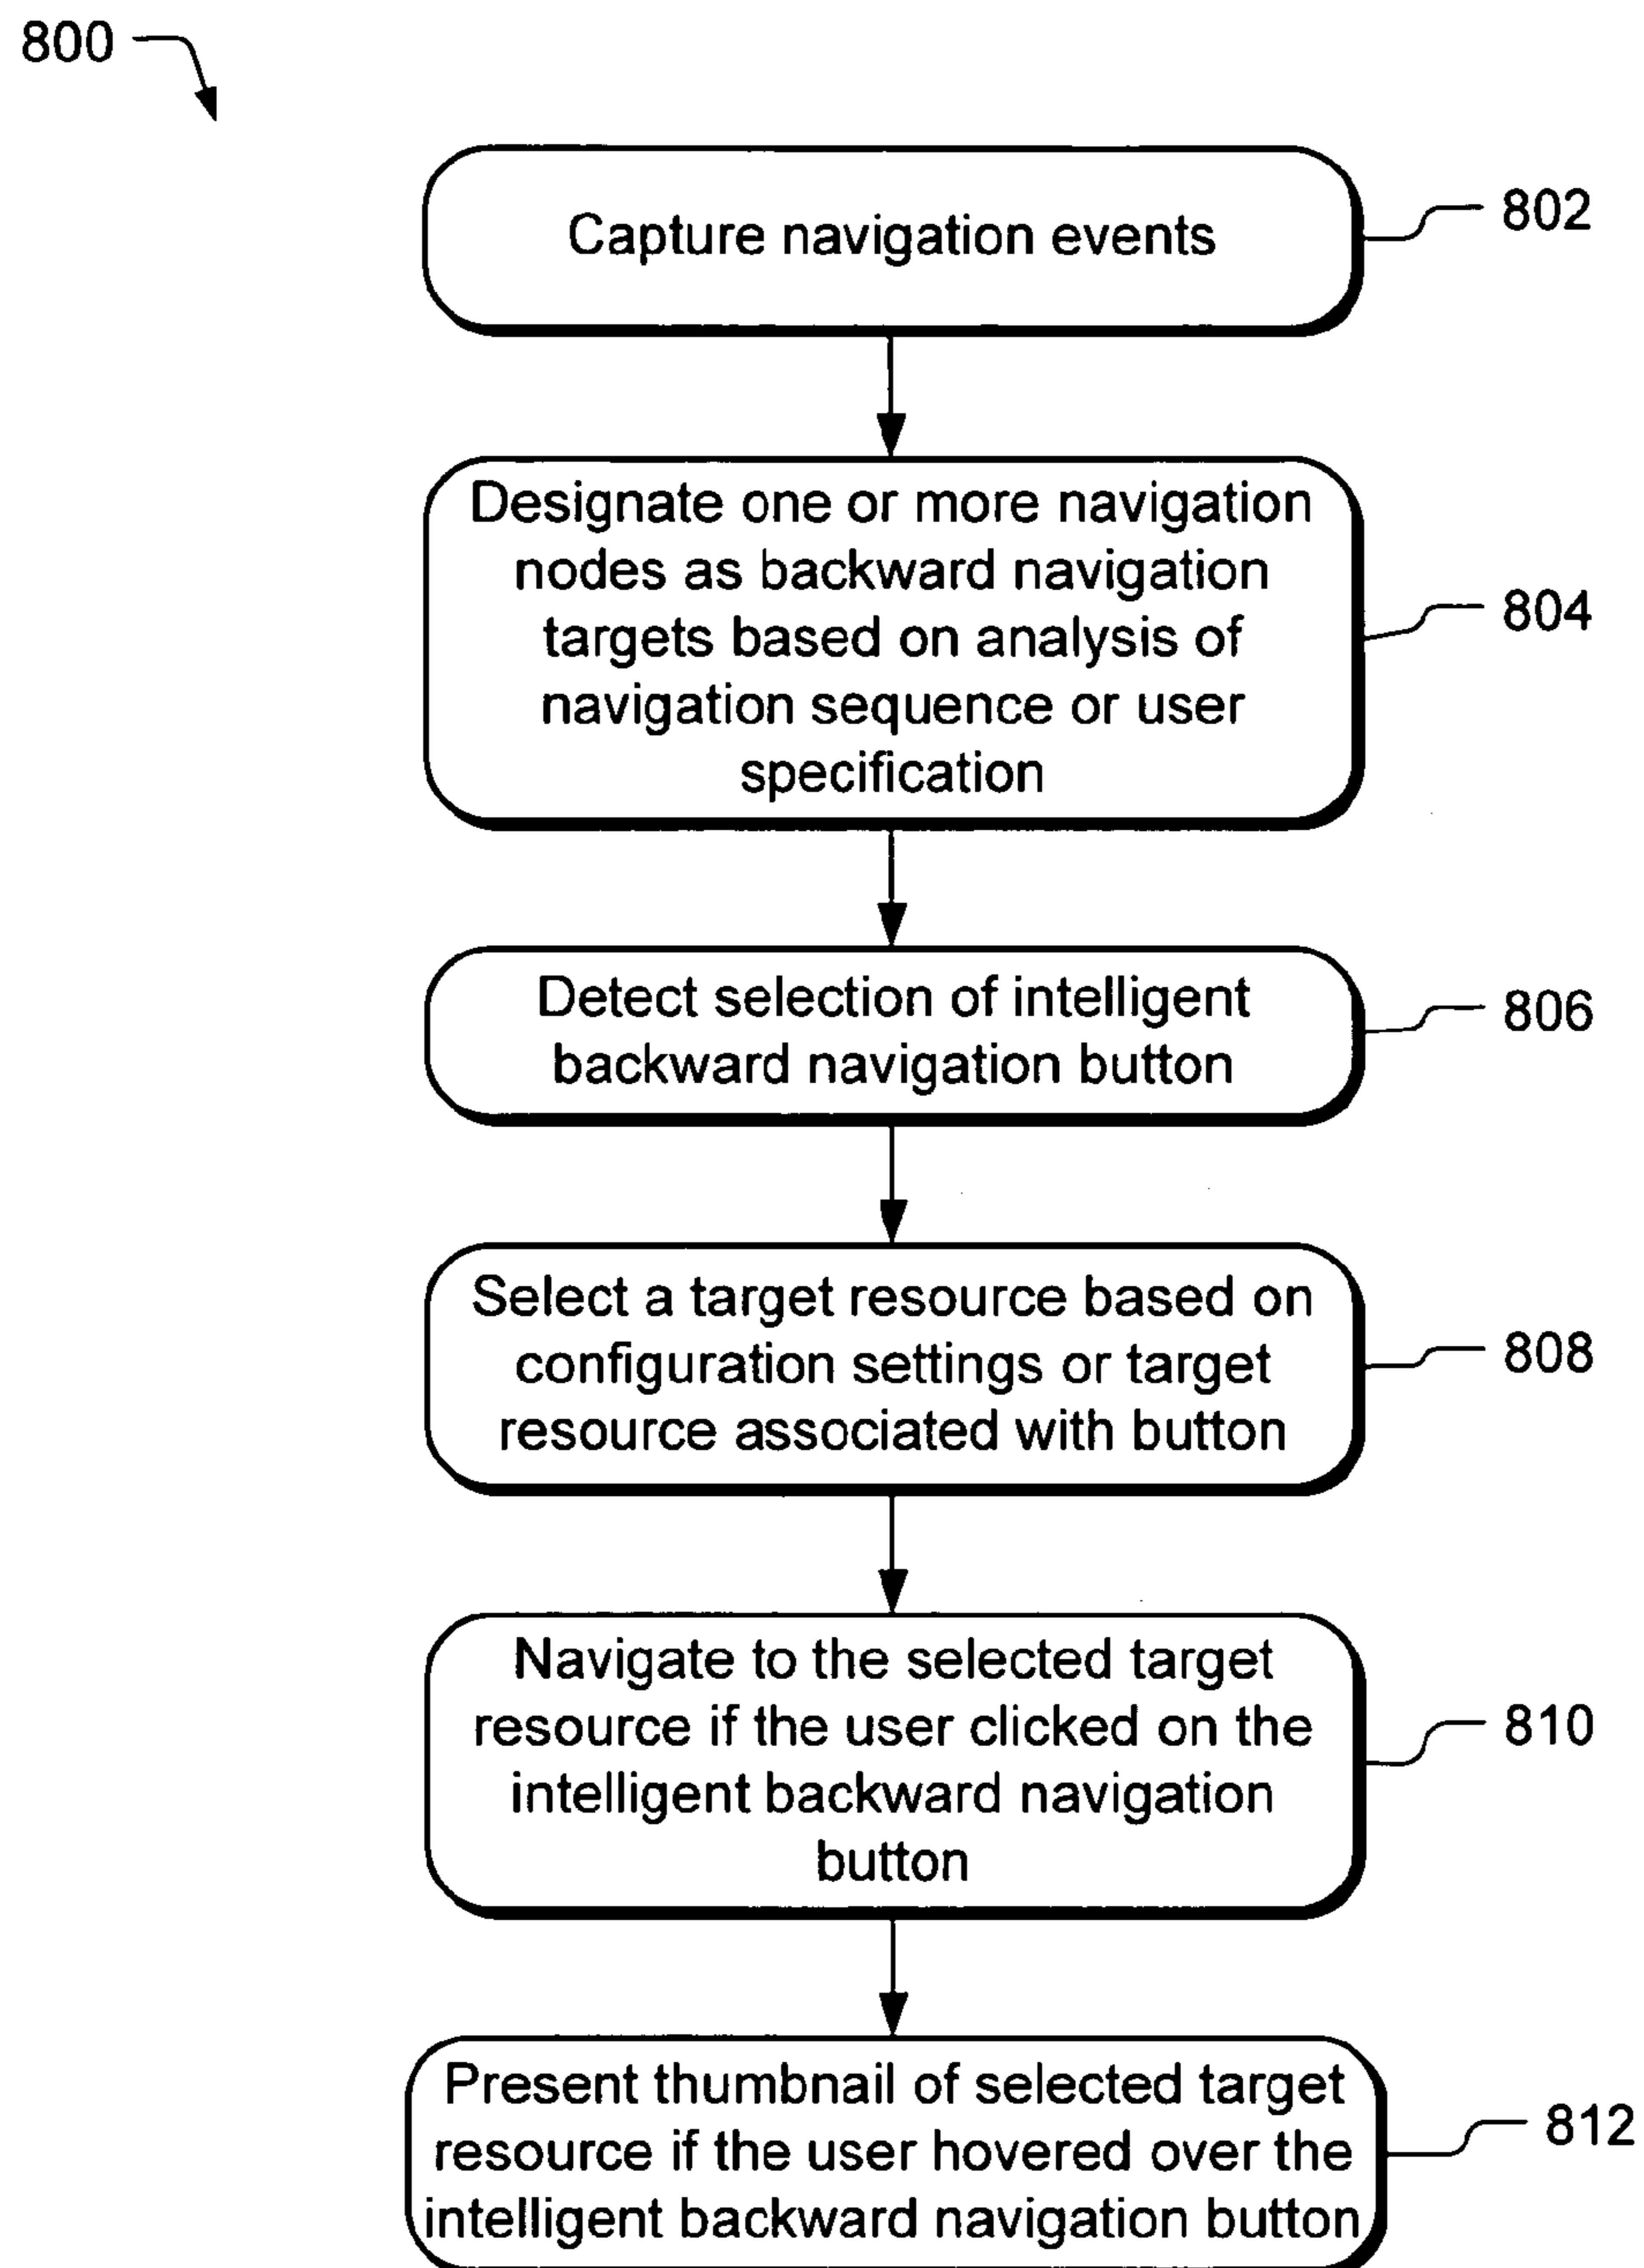 800
Capture navigation events
802
Designate one or more navigation
nodes as backward navigation
targets based on analysis of
navigation sequence or user
specification
804
Detect selection of intelligent
backward navigation button
806
Select a target resource based on
configuration settings or target
resource associated with button
808
Navigate to the selected target
resource if the user clicked on the
intelligent backward navigation
button
810
Present thumbnail of selected target
resource if the user hovered over the
intelligent backward navigation button
812